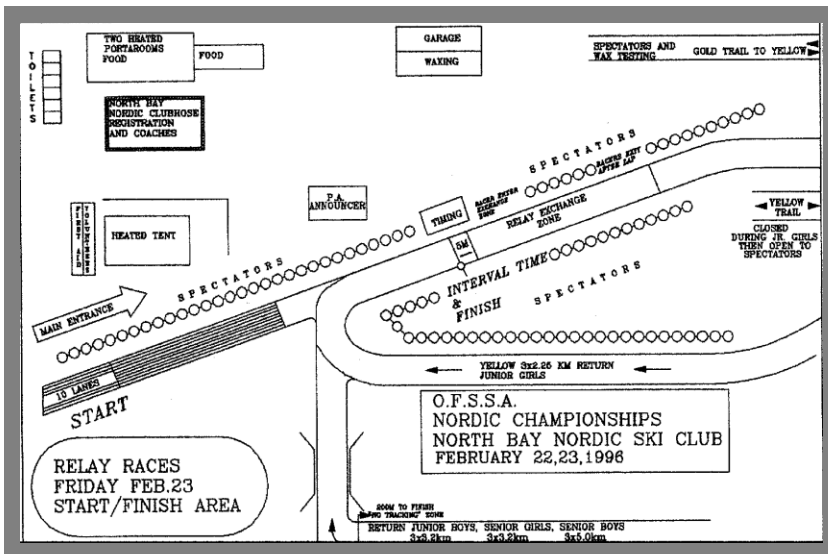 TOILETS
TWO HEATED
PORTAROOMS
FOOD
FOOD
NORTH BAY
NORDIC CLUBHOSE
REGISTRATION
AND COACHES
GARAGE
WAXING
SPECTATORS AND
WAX TESTING
GOLD TRAIL TO YELLOW
FIRST AID
VOLUNTEERS
HEATED TENT
P.A.
ANNOUNCER
TIMING
RACER ENTER
EXCHANGE
ZONE
SPECTATORS
RACERS EXIT
AFTER LAP
RELAY EXCHANGE
ZONE
5M
YELLOW
TRAIL
CLOSED
DURING JR. GIRLS
THEN OPEN TO
SPECTATORS
SPECTATORS
INTERVAL TIME
&
FINISH
SPECTATORS
MAIN ENTRANCE
10 LANES
START
YELLOW 3x2.25 KM RETURN
JUNIOR GIRLS
O.F.S.S.A.
NORDIC CHAMPIONSHIPS
NORTH BAY NORDIC SKI CLUB
FEBRUARY 22,23,1996
RELAY RACES
FRIDAY FEB.23
START/FINISH AREA
200M TO FINISH
"NO TRACKING" ZONE
RETURN JUNIOR BOYS, SENIOR GIRLS, SENIOR BOYS
3x3.2km 3x3.2km 3x5.0km